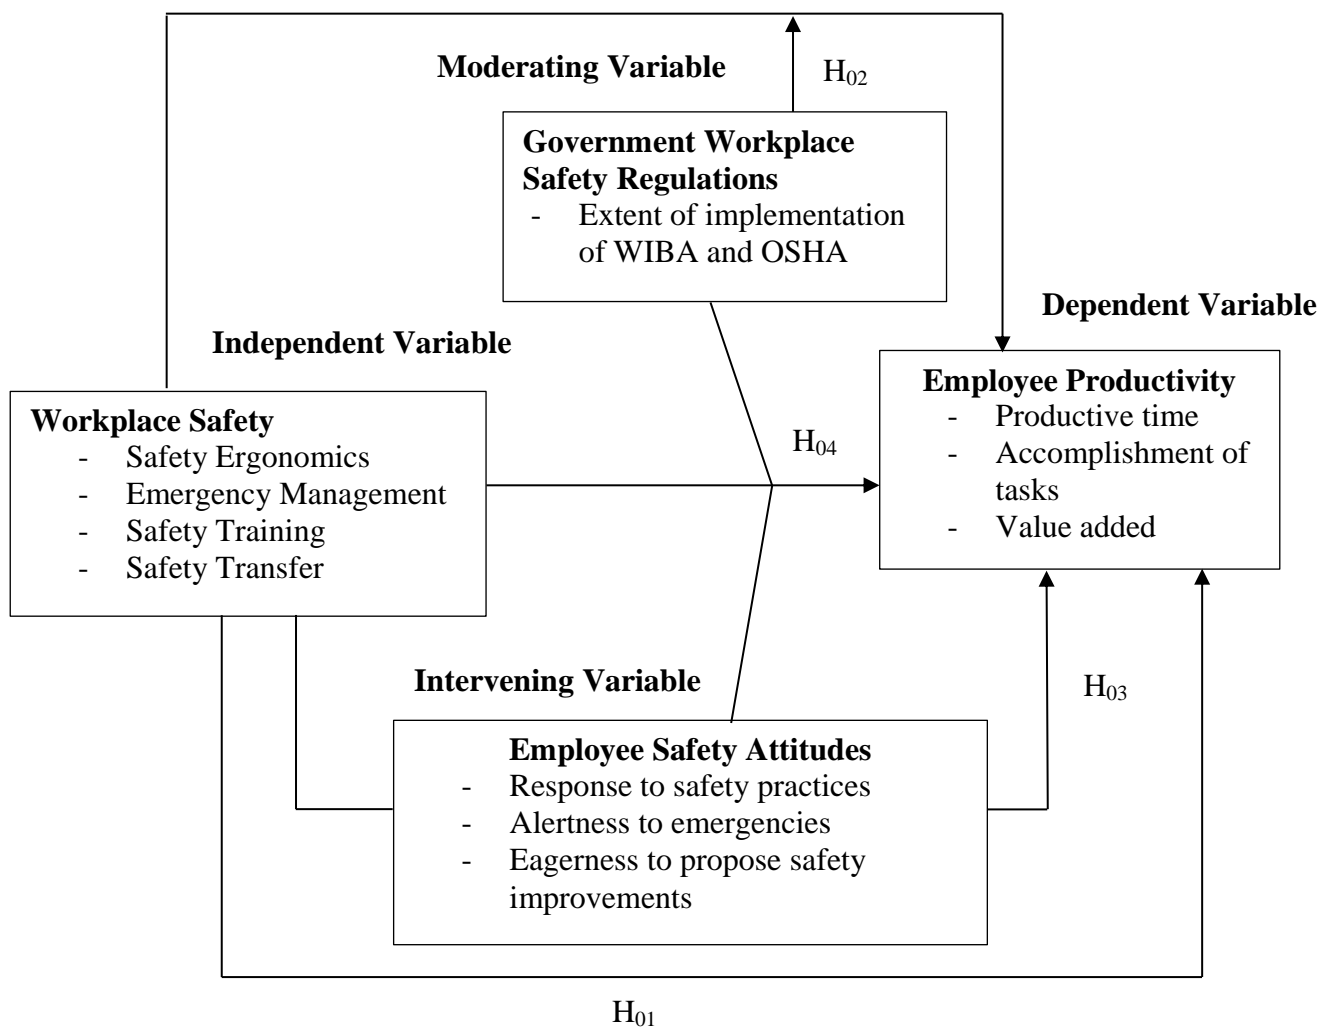 Moderating Variable
H02
Government Workplace
Safety Regulations
- Extent of implementation
of WIBA and OSHA
Dependent Variable
Independent Variable
Employee Productivity
- Productive time
- Accomplishment of
tasks
- Value added
Workplace Safety
- Safety Ergonomics
- Emergency Management
- Safety Training
- Safety Transfer
H04
Intervening Variable
H03
Employee Safety Attitudes
- Response to safety practices
- Alertness to emergencies
- Eagerness to propose safety
improvements
H01